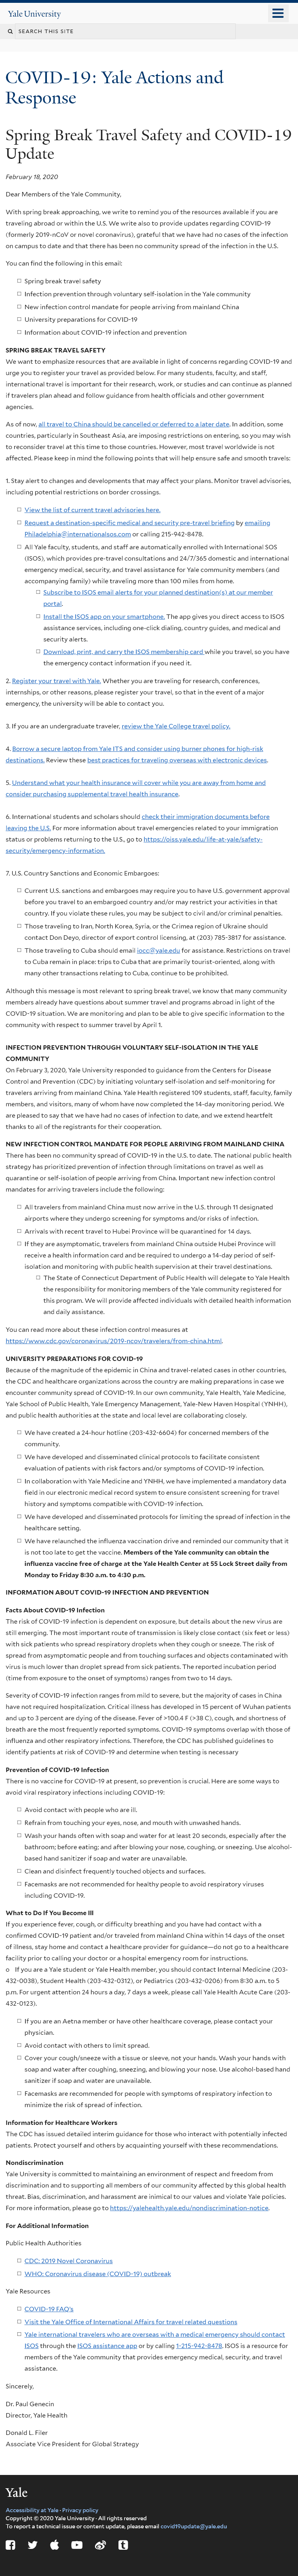 Yale University
SEARCH THIS SITE
COVID-19: Yale Actions and
Response
Spring Break Travel Safety and COVID-19
Update
February 18, 2020
Dear Members of the Yale Community,
With spring break approaching, we write to remind you of the resources available if you are
traveling abroad or within the U.S. We write also to provide updates regarding COVID-19
(formerly 2019-nCoV or novel coronavirus), grateful that we have had no cases of the infection
on campus to date and that there has been no community spread of the infection in the U.S.
You can find the following in this email:
Spring break travel safety
Infection prevention through voluntary self-isolation in the Yale community
New infection control mandate for people arriving from mainland China
University preparations for COVID-19
Information about COVID-19 infection and prevention
SPRING BREAK TRAVEL SAFETY
We want to emphasize resources that are available in light of concerns regarding COVID-19 and
urge you to register your travel with Yale before you go. For many students, faculty, and staff,
international travel is important for their research, work, or studies, and we continue to ask that all
travelers plan ahead and follow guidance from multiple sources, including health and government
agencies.
As of now, all travel to China should be cancelled or deferred to a later date. In addition, some
countries, particularly in Southeast Asia, are imposing restrictions on entering, so you may wish
to monitor travel to those countries. However, most areas of the world are unaffected to date.
Please keep the following points in mind that will help minimize disruptions or unexpected travel
effects:
1. Stay alert to changes and announcements that may affect your plans. Monitor travel advisories,
including potential entry restrictions.
View the list of current travel advisories here.
Request a destination-specific medical and security pre-travel briefing by emailing
Philadelphia@internationalsos.com or calling 215-942-8478.
All Yale faculty, students, and staff are automatically enrolled with International SOS
(ISOS), which provides pre-travel consultations and 24/7/365 assistance for international
emergency medical, security, and travel assistance. ISOS membership can be
accompanying family while traveling more than 100 miles from home.
Subscribe to ISOS email alerts for your planned destination(s) at our member
portal.
Install the ISOS app on your smartphone. The app gives you direct access to ISOS
services, including one-click dialing, country guides, and medical and travel
security alerts.
Download, print, and carry the ISOS membership card while you travel, so you have
the emergency contact information if you need it.
2. Register your travel with Yale. Whether you are traveling for research, conferences,
internships, or other programs, we encourage you to register so that in the event of a major
emergency, we can reach out to you.
3. If you are an undergraduate traveler, review the Yale College travel policy.
4. Borrow a secure laptop from Yale ITS and consider using burner phones for high-risk
destinations. Review these best practices for traveling overseas with electronic devices.
5. Understand what your health insurance will cover while you are away from home and
consider purchasing supplemental travel health insurance.
6. International students and scholars should check their immigration documents before
leaving the U.S. For more information about travel emergencies related to your immigration
status or problems returning to the U.S., go to https://oiss.yale.edu/life-at-yale/safety-
security/emergency-information.
7. U.S. Country Sanctions and Economic Embargoes:
Current U.S. sanctions and embargoes may require you to have U.S. government approval
before you travel, as well as restrict both what you may bring with you and your activities in
that country. If you violate these rules, you may be subject to civil and/or criminal penalties.
Those traveling to Iran, North Korea, Syria, or the Crimea region of Ukraine should
contact Don Deyo, director of export control licensing, at (203) 785-3817 for assistance.
Those traveling to Cuba should email jocc@yale.edu in advance. Some restrictions on travel
to Cuba remain in place: trips to Cuba that are primarily touristic in orientation, along with
many other transactions relating to Cuba, continue to be prohibited.
Although this message is most relevant to upcoming spring break travel, we know many community
members already have questions about summer travel and programs abroad in light of the
COVID-19 situation. We are monitoring and plan to be able to give specific information to the
community with respect to summer travel by April 1.
INFECTION PREVENTION THROUGH VOLUNTARY SELF-ISOLATION IN THE YALE
COMMUNITY
On February 3, 2020, Yale University responded to guidance from the Centers for Disease
Control and Prevention (CDC) by initiating voluntary self-isolation and self-monitoring for
travelers arriving from mainland China. Yale Health registered 109 students, faculty, staff, and
community members, many of whom have now completed the 14-day monitoring period. We
are pleased to say that we have had no cases of infection to date, and we extend heartfelt
thanks to all of the registrants for their cooperation.
NEW INFECTION CONTROL MANDATE FOR PEOPLE ARRIVING FROM MAINLAND CHINA
There has been no community spread of COVID-19 in the U.S. to date. The national public health
strategy is currently prevention of infection through limitations on travel as well as guarantine or
self-isolation of people with exposure to China. Important new infection control
mandates for arriving travelers include the following:
All travelers from mainland China must now arrive in the U.S. through 11 designated
airports where they undergo screening for symptoms and/or risks of infection.
Arrivals with recent travel to Hubei Province will be quarantined for 14 days.
If they are asymptomatic, travelers from mainland China outside Hubei Province will
receive a health information card and be required to undergo a 14-day period of self-
isolation and monitoring with public health supervision at their destinations.
The State of Connecticut Department of Public Health will delegate to Yale Health
the responsibility for monitoring members of the Yale community registered for
this program. We will provide affected individuals with detailed health information
and daily assistance.
You can read more about these infection control measures at
https://www.cdc.gov/coronavirus/2019-ncov/travelers/from-china.html.
UNIVERSITY PREPARATIONS FOR COVID-19
Because of the magnitude of the epidemic in China and travel-related cases in other countries,
the CDC and healthcare organizations across the country are making preparations in case we
encounter more widespread of COVID-19. In our own community, Yale Health, Yale Medicine,
Yale School of Public Health, Yale Emergency Management, Yale-New Haven Hospital (YNHH),
and public health authorities at the state and local level are collaborating closely.
We have created a 24-hour hotline (203-432-6604) for concerned members of the
community.
We have developed and disseminated clinical protocols to facilitate consistent
evaluation of patients with risk factors and/or symptoms of COVID-19 infection.
In collaboration with Yale Medicine and YNHH, we have implemented a mandatory data
field in our electronic medical record system to ensure consistent screening for travel
history and symptoms compatible with COVID-19 infection.
We have developed and disseminated protocols for limiting the spread of infection in the
healthcare setting.
We have relaunched the influenza vaccination drive and reminded our community that it
is not too late to get the vaccine. Members of the Yale community can obtain the
influenza vaccine free of charge at the Yale Health Center at 55 Lock Street daily from
Monday to Friday 8:30 a.m. to 4:30 p.m.
INFORMATION ABOUT COVID-19 INFECTION AND PREVENTION
Facts About COVID-19 Infection
The risk of COVID-19 infection is dependent on exposure, but details about the new virus are
still emerging. The most important route of transmission is likely close contact (six feet or less)
with respiratory droplets spread when persons with respiratory symptoms cough or sneeze. The risk of
spread through contact with contaminated objects and surfaces is unknown but is
believed to be much lower than droplet spread from sick patients. The reported incubation period
(time from exposure to the onset of symptoms) ranges from two to 14 days.
Severity of COVID-19 infection ranges from mild to severe, but the majority of cases in China
have not required hospitalization. Critical illness has developed in 15 percent of Wuhan patients
and up to 3 percent are dying of the disease. Fever of >100.4 F (>38 C), cough, and shortness of
breath are the most frequently reported symptoms. COVID-19 symptoms overlap with those of
influenza and other respiratory infections. Therefore, the CDC has published guidelines to
identify patients at risk of COVID-19 and determine when testing is necessary
Prevention of COVID-19 Infection
There is no vaccine for COVID-19 at present, so prevention is crucial. Here are some ways to
avoid viral respiratory infections including COVID-19:
Avoid contact with people who are ill.
Refrain from touching your eyes, nose, and mouth with unwashed hands.
Wash your hands often with soap and water for at least 20 seconds, especially after the
bathroom; before eating; and after blowing your nose, coughing, or sneezing. Use alcohol-
based hand sanitizer if soap and water are unavailable.
Clean and disinfect frequently touched objects and surfaces.
Facemasks are not recommended for healthy people to avoid respiratory viruses
including COVID-19.
What to Do If You Become Ill
If you experience fever, cough, or difficulty breathing and you have had contact with a
confirmed COVID-19 patient or traveled from mainland China within 14 days of the onset of
illness, stay home and contact a healthcare provider for guidance—do not go to a healthcare
facility without letting your doctor or a hospital emergency room know for instructions.
o If you are a Yale student or Yale Health member, you should contact Internal Medicine (203-
432-0038), Student Health (203-432-0312), or Pediatrics (203-432-0206) from 8:30 a.m. to 5
p.m. For urgent attention 24 hours a day, 7 days a week, please call Yale Health Acute Care (203-
432-0123).
If you are an Aetna member or have other healthcare coverage, please contact your
physician.
Avoid contact with others to limit spread.
Cover your cough/sneeze with a tissue or sleeve, not your hands. Wash your hands with
soap and water after coughing, sneezing, and blowing your nose. Use alcohol-based hand
sanitizer if soap and water are unavailable.
Facemasks are recommended for people with symptoms of respiratory infection to
minimize the risk of spread of infection.
Information for Healthcare Workers
The CDC has issued detailed interim guidance for those who interact with potentially infected
patients. Protect yourself and others by acquainting yourself with these recommendations.
Nondiscrimination
Yale University is committed to maintaining an environment of respect and freedom from
discrimination for all members of our community affected by this global health
threat. Bias, discrimination, and harassment are inimical to our values and violate Yale policies.
For more information, please go to https://yalehealth.yale.edu/nondiscrimination-notice.
For Additional Information
Public Health Authorities
CDC: 2019 Novel Coronavirus
WHO: Coronavirus disease (COVID-19) outbreak
Yale Resources
COVID-19 FAQ's
Visit the Yale Office of International Affairs for travel related questions
Yale international travelers who are overseas with a medical emergency should contact
ISOS through the ISOS assistance app or by calling 1-215-942-8478. ISOS is a resource for
members of the Yale community that provides emergency medical, security, and travel
assistance.
Sincerely,
Dr. Paul Genecin
Director, Yale Health
Donald L. Filer
Associate Vice President for Global Strategy
Yale
Accessibility at Yale · Privacy policy
Copyright © 2020 Yale University · All rights reserved
To report a technical issue or content update, please email covid19update@yale.edu